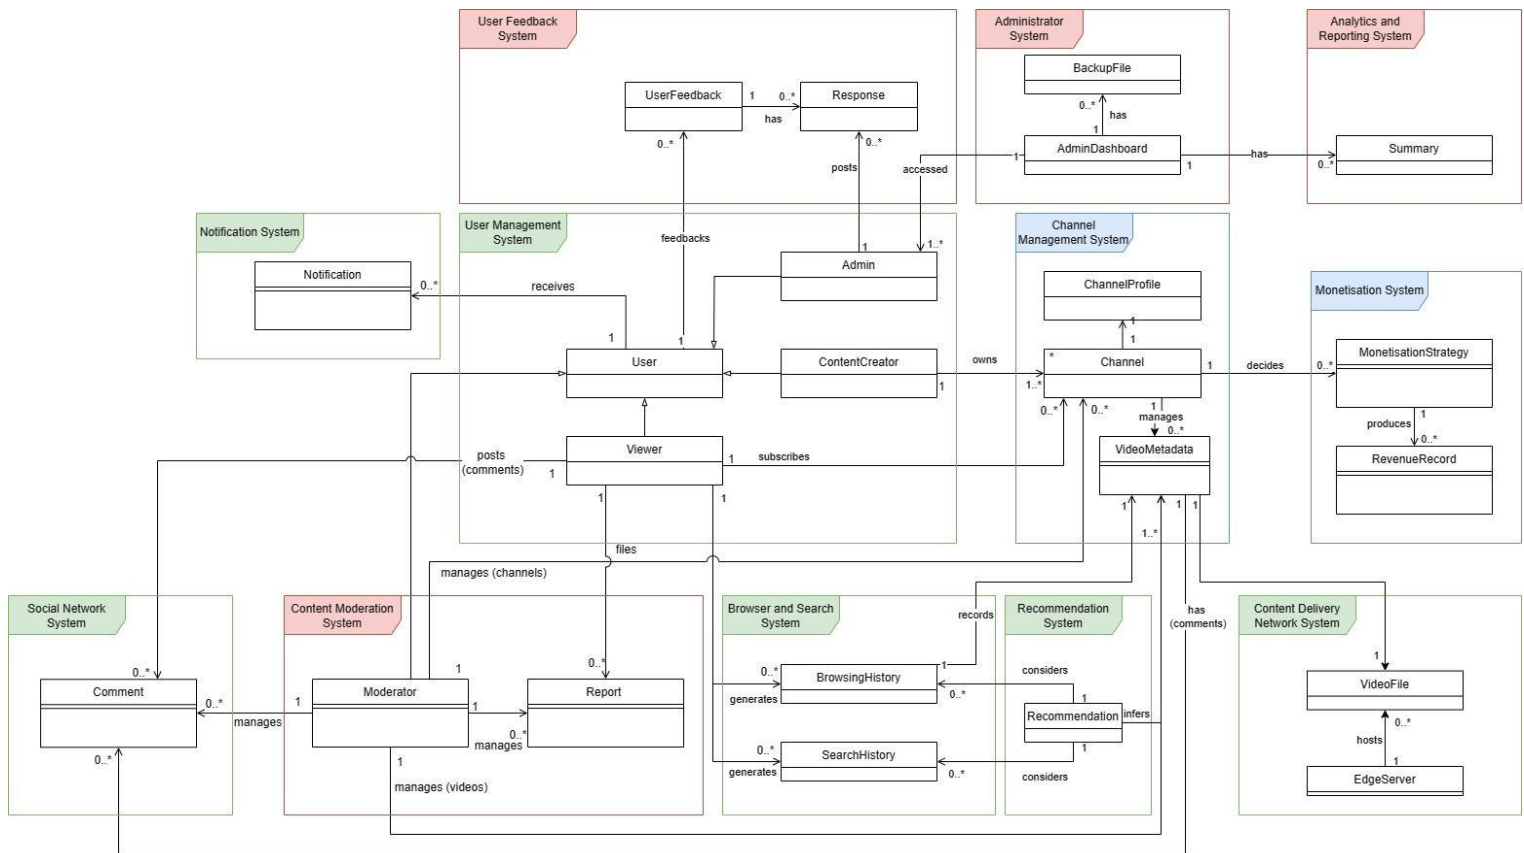 User Feedback
System
Administrator
System
Analytics and
Reporting System
BackupFile
UserFeedback
1
0..*
Response
has
0..*
has
1
0..*
0..*
posts
accessed
1
AdminDashboard
1
has
0..*
Summary
Notification System
User Management
System
Channel
Management System
feedbacks
1
1..*
Admin
Notification
0..*
receives
ChannelProfile
Monetisation System
1
1
1
1
User
ContentCreator
1
owns
1..*
*
Channel
1
decides
0..*
MonetisationStrategy
0..*
0..*
1
manages
0..*
1
produces
0..*
Viewer
1
subscribes
VideoMetadata
RevenueRecord
posts
(comments)
1
1
1
1
1
1
1..*
files
manages (channels)
Social Network
System
Content Moderation
System
Browser and Search
System
records
Recommendation
System
has
(comments)
Content Delivery
Network System
0..*
1
0..*
0..*
1
considers
1
Comment
Moderator
Report
BrowsingHistory
0..*
VideoFile
0..*
1
1
generates
1
Recommendation
infers
0..*
manages
manages
0..*
1
hosts
0..*
1
0..*
SearchHistory
0..*
considers
1
generates
EdgeServer
manages (videos)